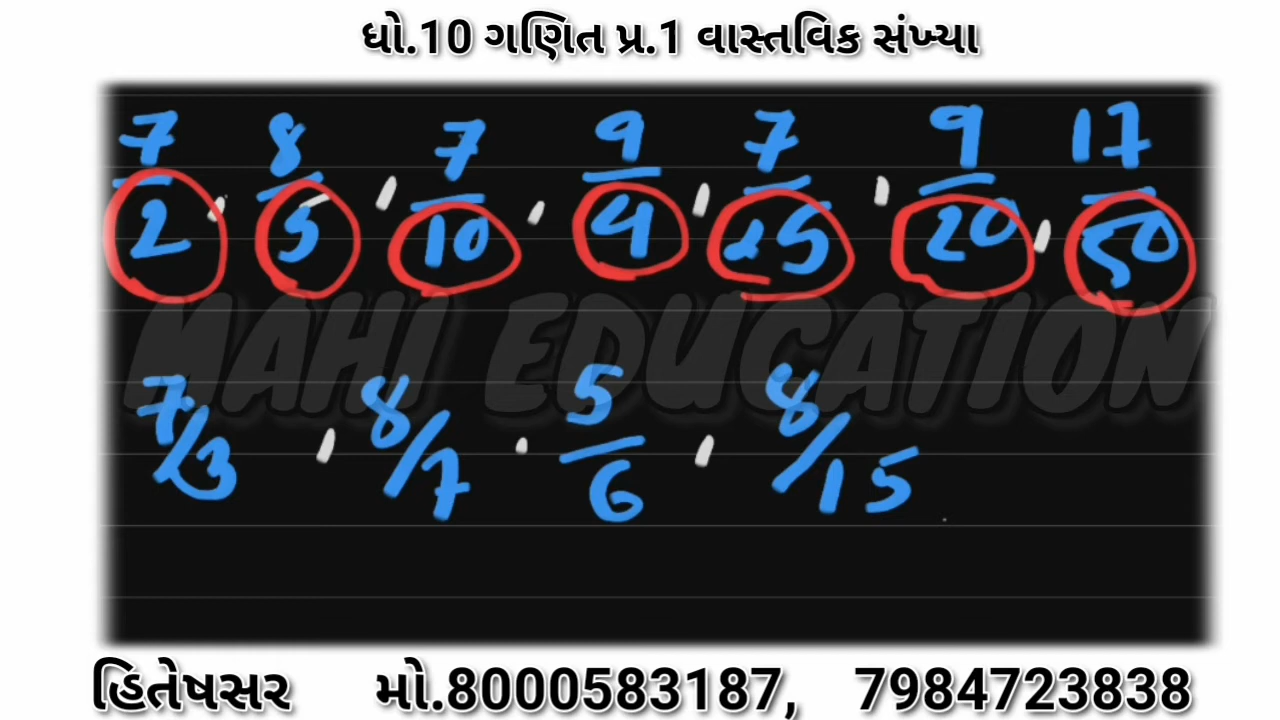 ધો.10 ગણિત પ્ર.1 વાસ્તવિક સંખ્યા
7/2, 8/5, 7/10, 9/4, 7/25, 9/20, 17/50
MAHI EDUCATION
7/3, 8/7, 5/6, 8/15
હિતેષસર મો.8000583187, 7984723838